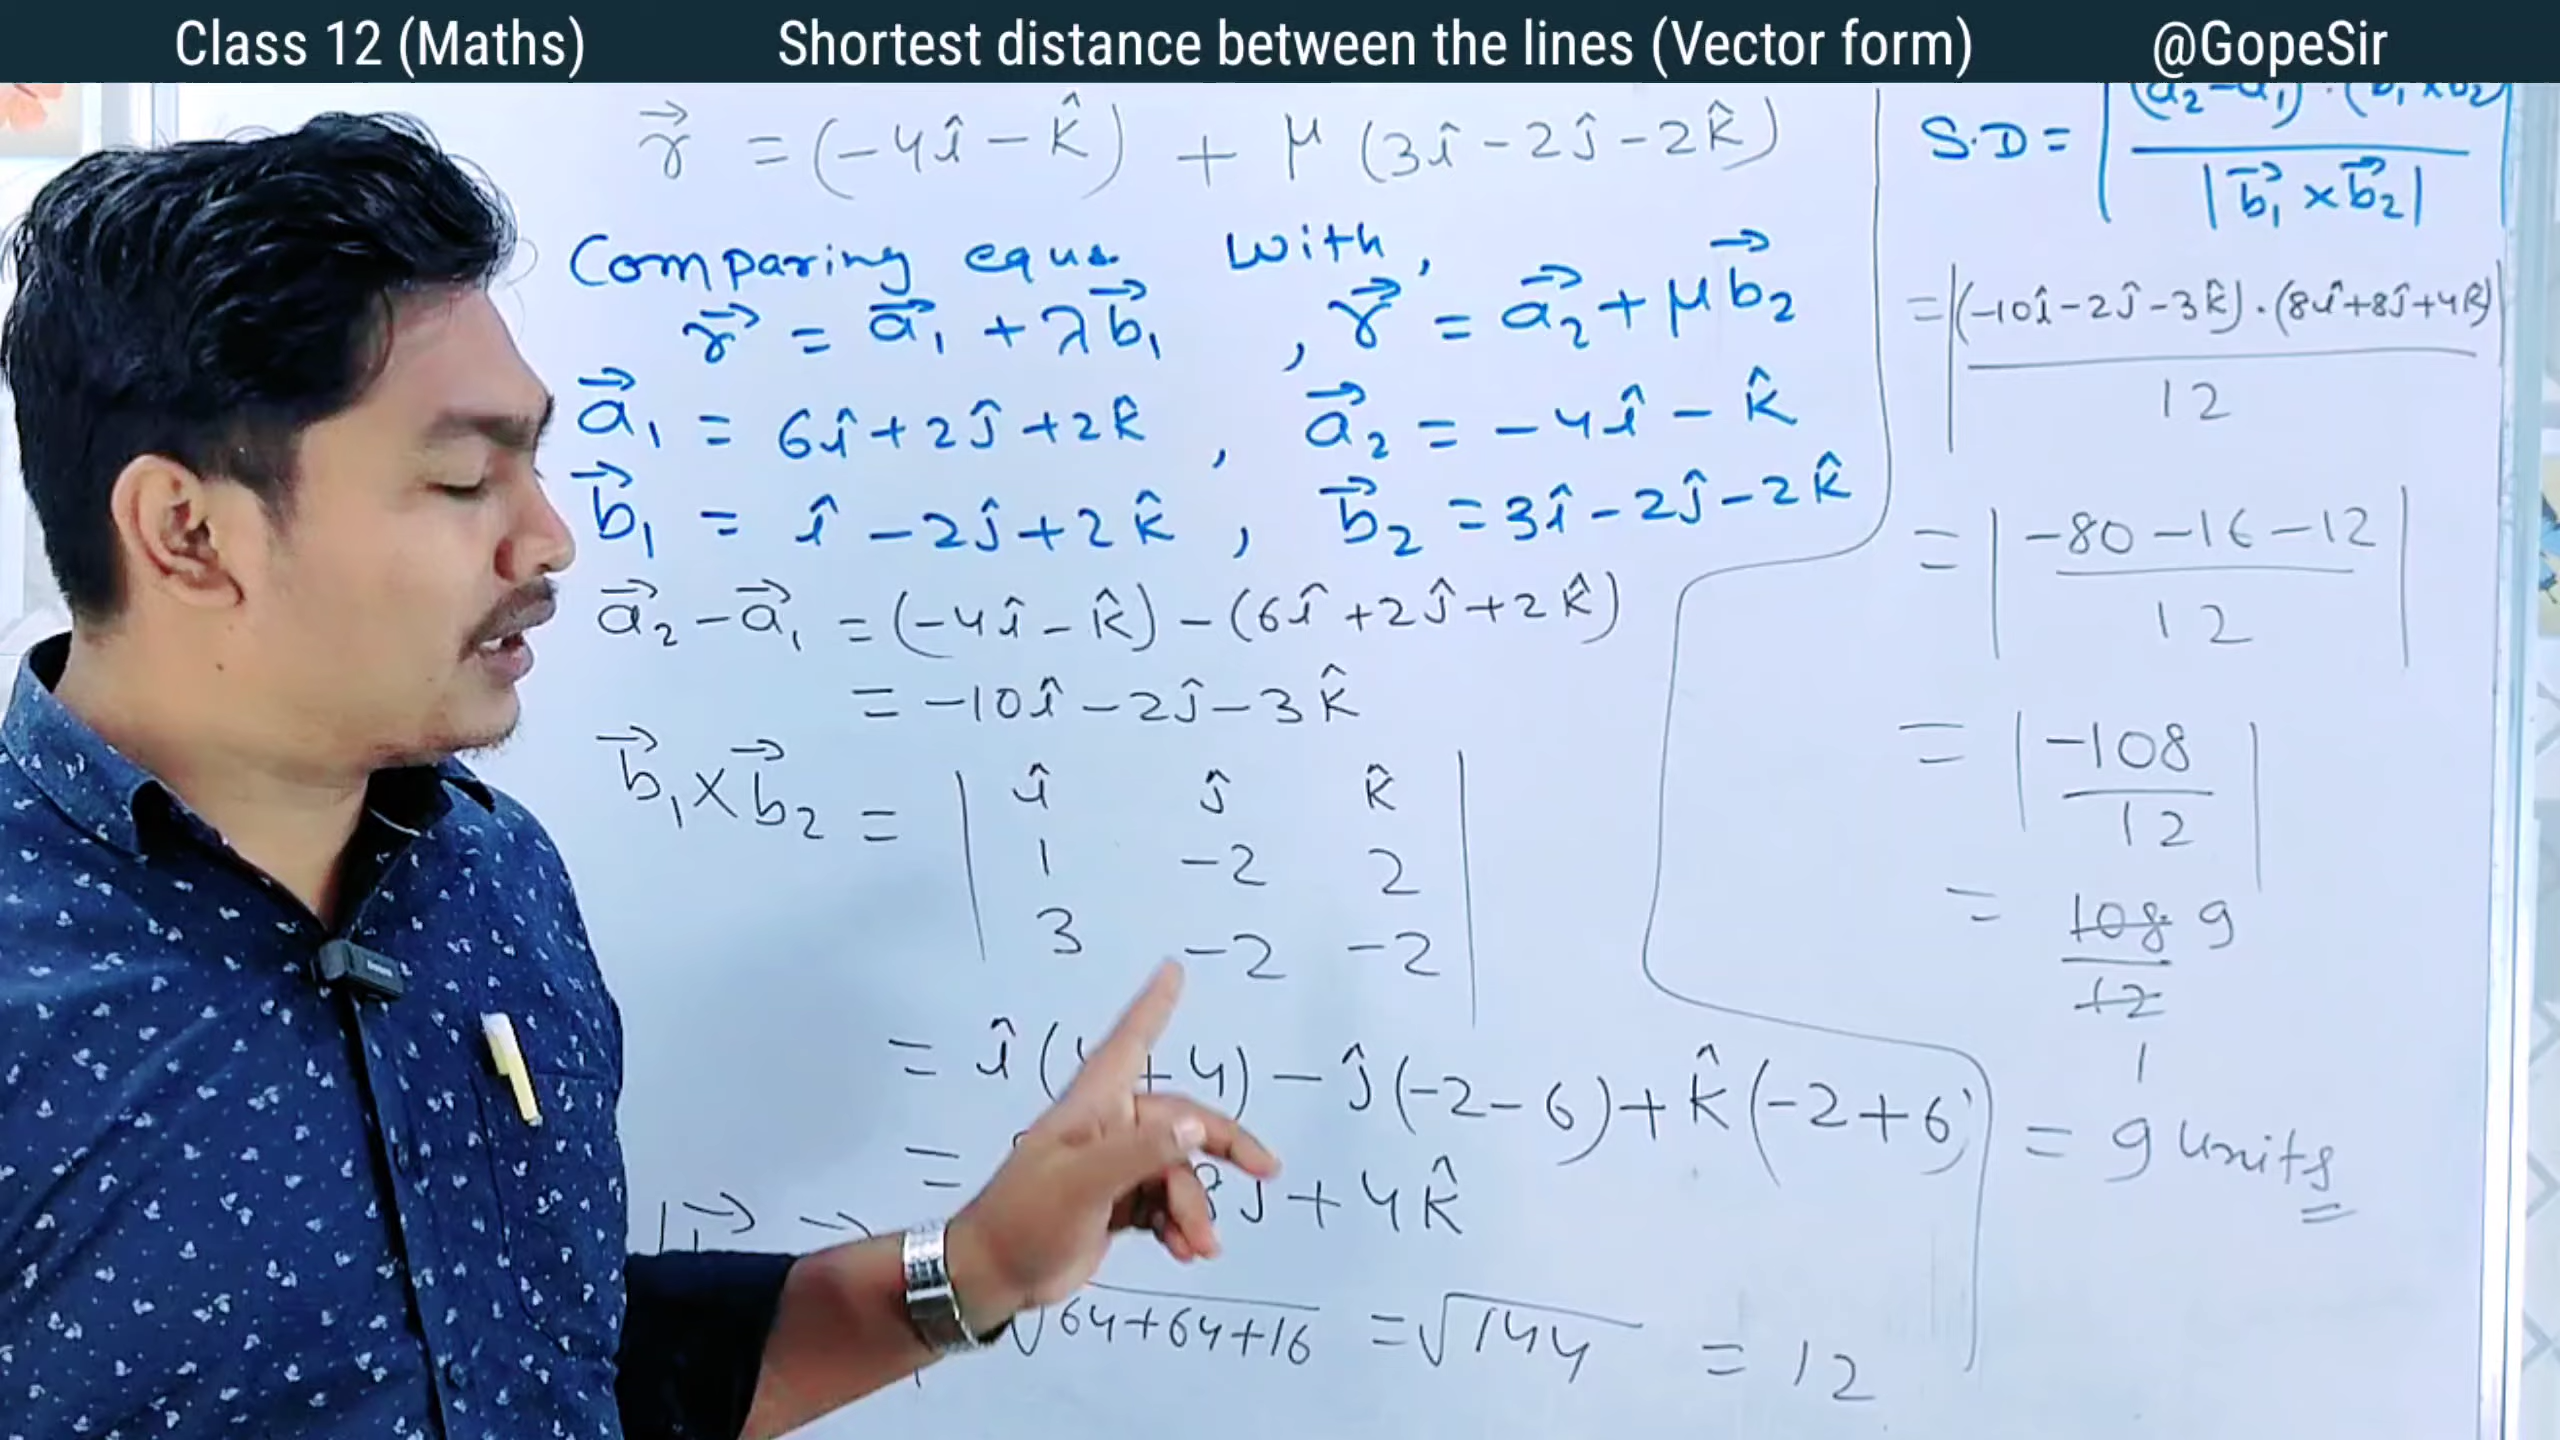 Class 12 (Maths) Shortest distance between the lines (Vector form) @GopeSir
r⃗ = (-4î - k̂) + μ (3î - 2ĵ - 2k̂)
Comparing equn. with,
r⃗ = a⃗₁ + λb⃗₁ , r⃗ = a⃗₂ + μb⃗₂
a⃗₁ = 6î + 2ĵ + 2k̂ , a⃗₂ = -4î - k̂
b⃗₁ = î - 2ĵ + 2k̂ , b⃗₂ = 3î - 2ĵ - 2k̂
a⃗₂ - a⃗₁ = (-4î - k̂) - (6î + 2ĵ + 2k̂)
= -10î - 2ĵ - 3k̂
b⃗₁ × b⃗₂ = | î ĵ k̂ |
| 1 -2 2 |
| 3 -2 -2 |
= î ( +4) - ĵ(-2-6) + k̂(-2+6)
= 8ĵ + 4k̂
√64+64+16 = √144 = 12
S.D = | (a⃗₂ - a⃗₁) . (b⃗₁ × b⃗₂)
|b⃗₁ × b⃗₂| |
= | (-10î - 2ĵ - 3k̂) . (8î + 8ĵ + 4k̂)
12
= | -80 - 16 - 12
12 |
= | -108
12 |
= 108 9
12
1
= 9 units